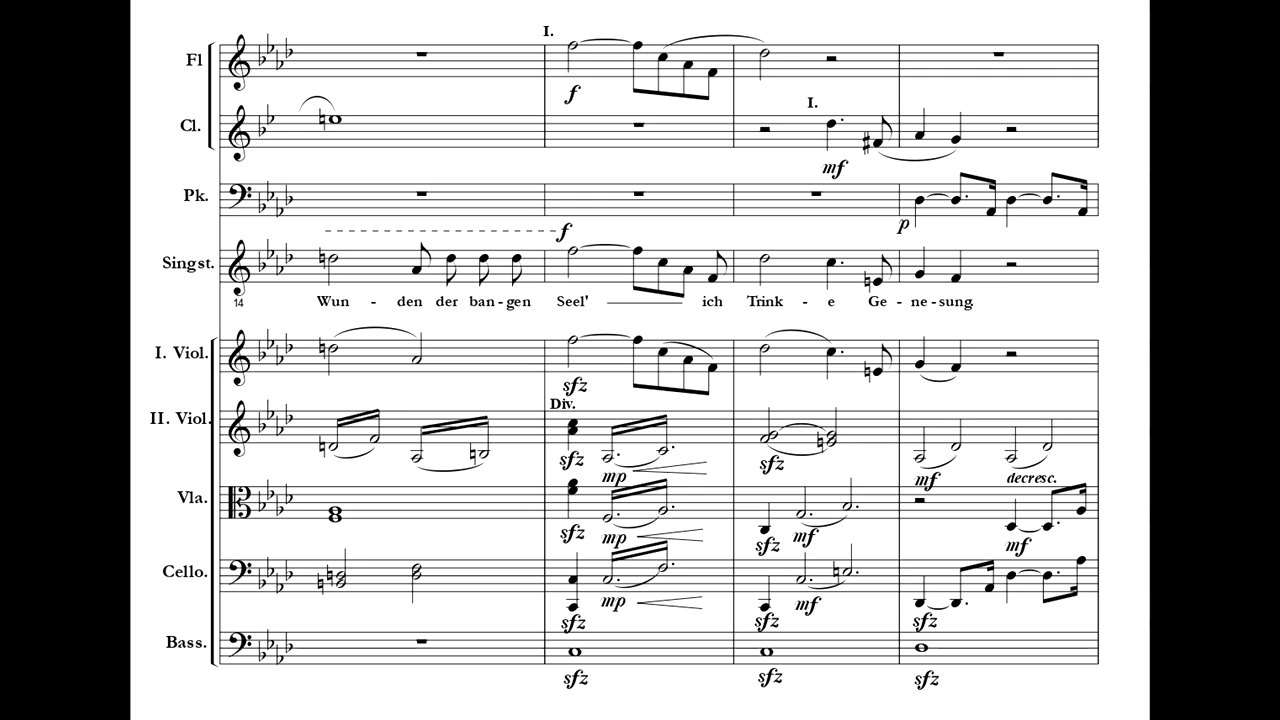 I.
Fl
f
I.
Cl.
mf
Pk.
p
f
Singst.
14
Wun - den der ban - gen Seel' ich Trink - e Ge - ne - sung
I. Viol.
sfz
Div.
II. Viol.
sfz mp sfz mf decresc.
Vla.
sfz mp sfz mf mf
Cello.
sfz mp sfz mf sfz
Bass.
sfz sfz sfz